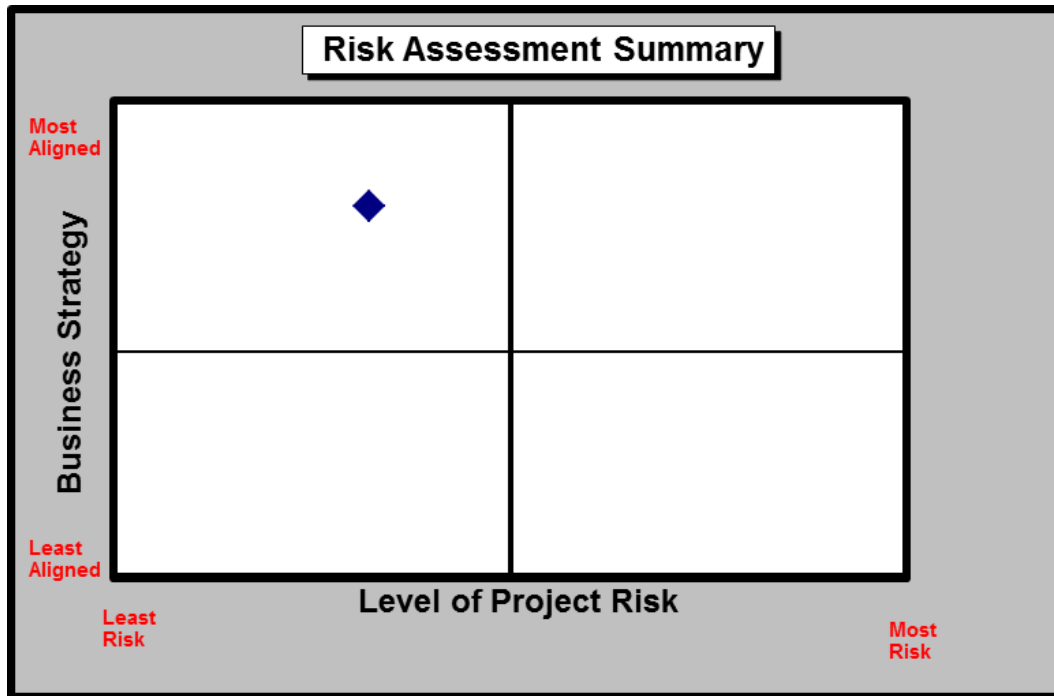 Risk Assessment Summary
Most
Aligned
Business Strategy
Least
Aligned
Level of Project Risk
Least
Risk
Most
Risk